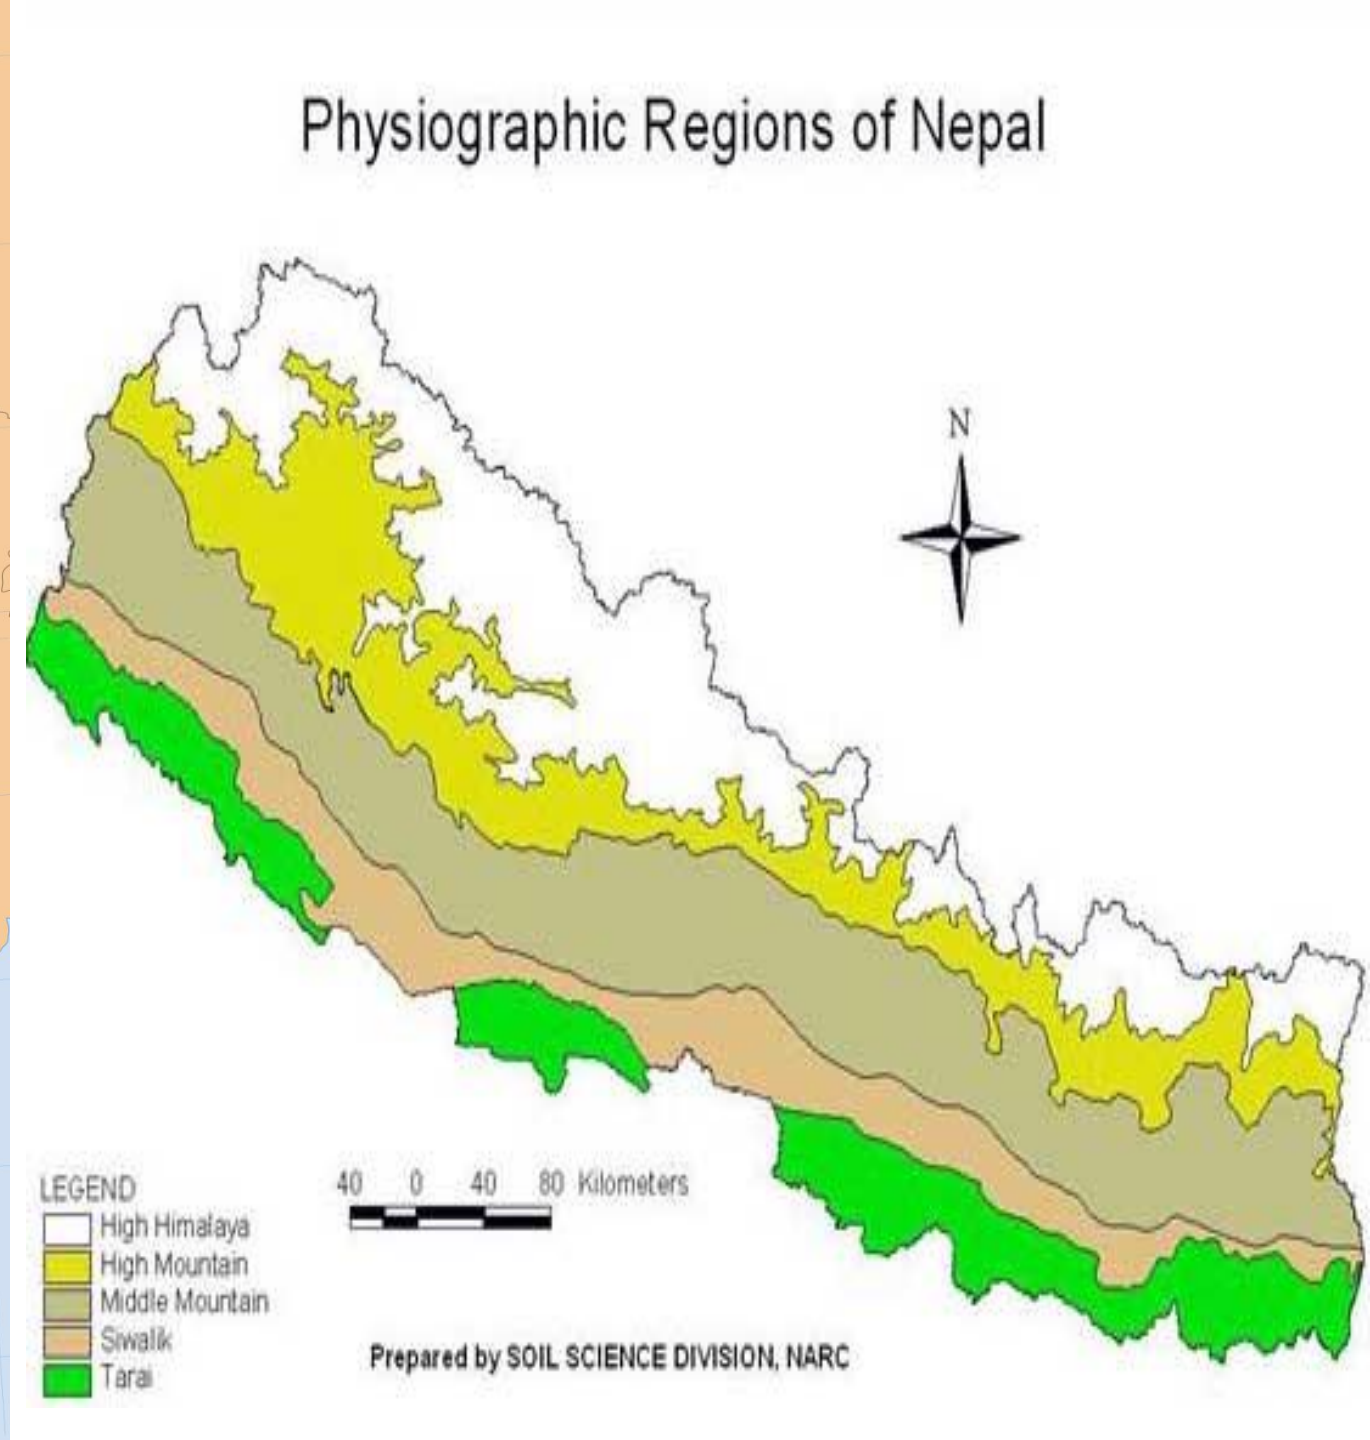 Physiographic Regions of Nepal
N
LEGEND
High Himalaya
High Mountain
Middle Mountain
Siwalik
Tarai
40 0 40 80 Kilometers
Prepared by SOIL SCIENCE DIVISION, NARC